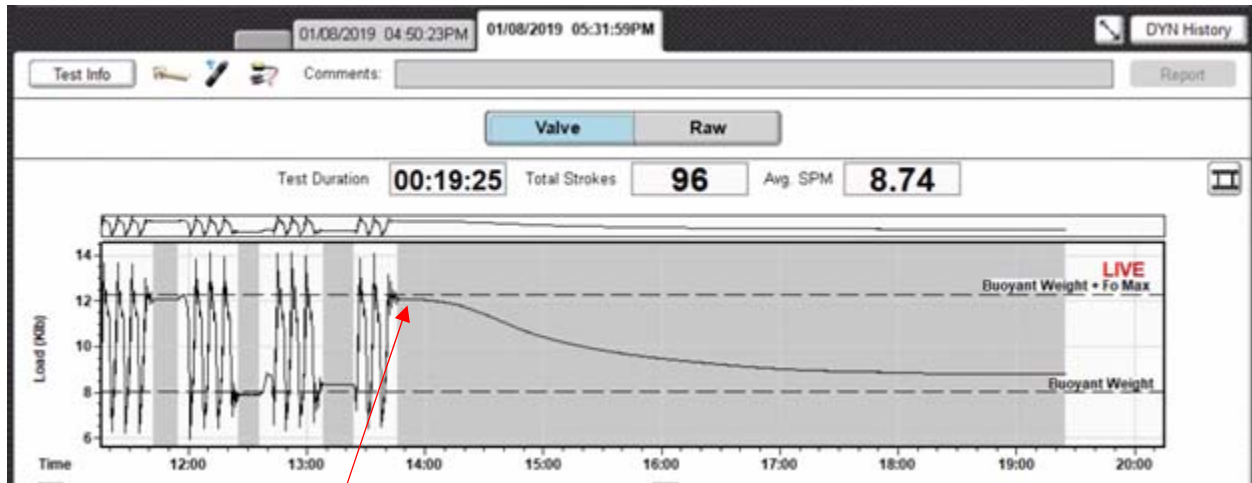 01/08/2019 04:50:23PM 01/08/2019 05:31:59PM DYN History
Test Info Comments: Report
Valve Raw
Test Duration 00:19:25 Total Strokes 96 Avg. SPM 8.74
14
LIVE
Buoyant Weight + Fo Max
12
Load (Klb)
10
Buoyant Weight
8
6
Time 12:00 13:00 14:00 15:00 16:00 17:00 18:00 19:00 20:00